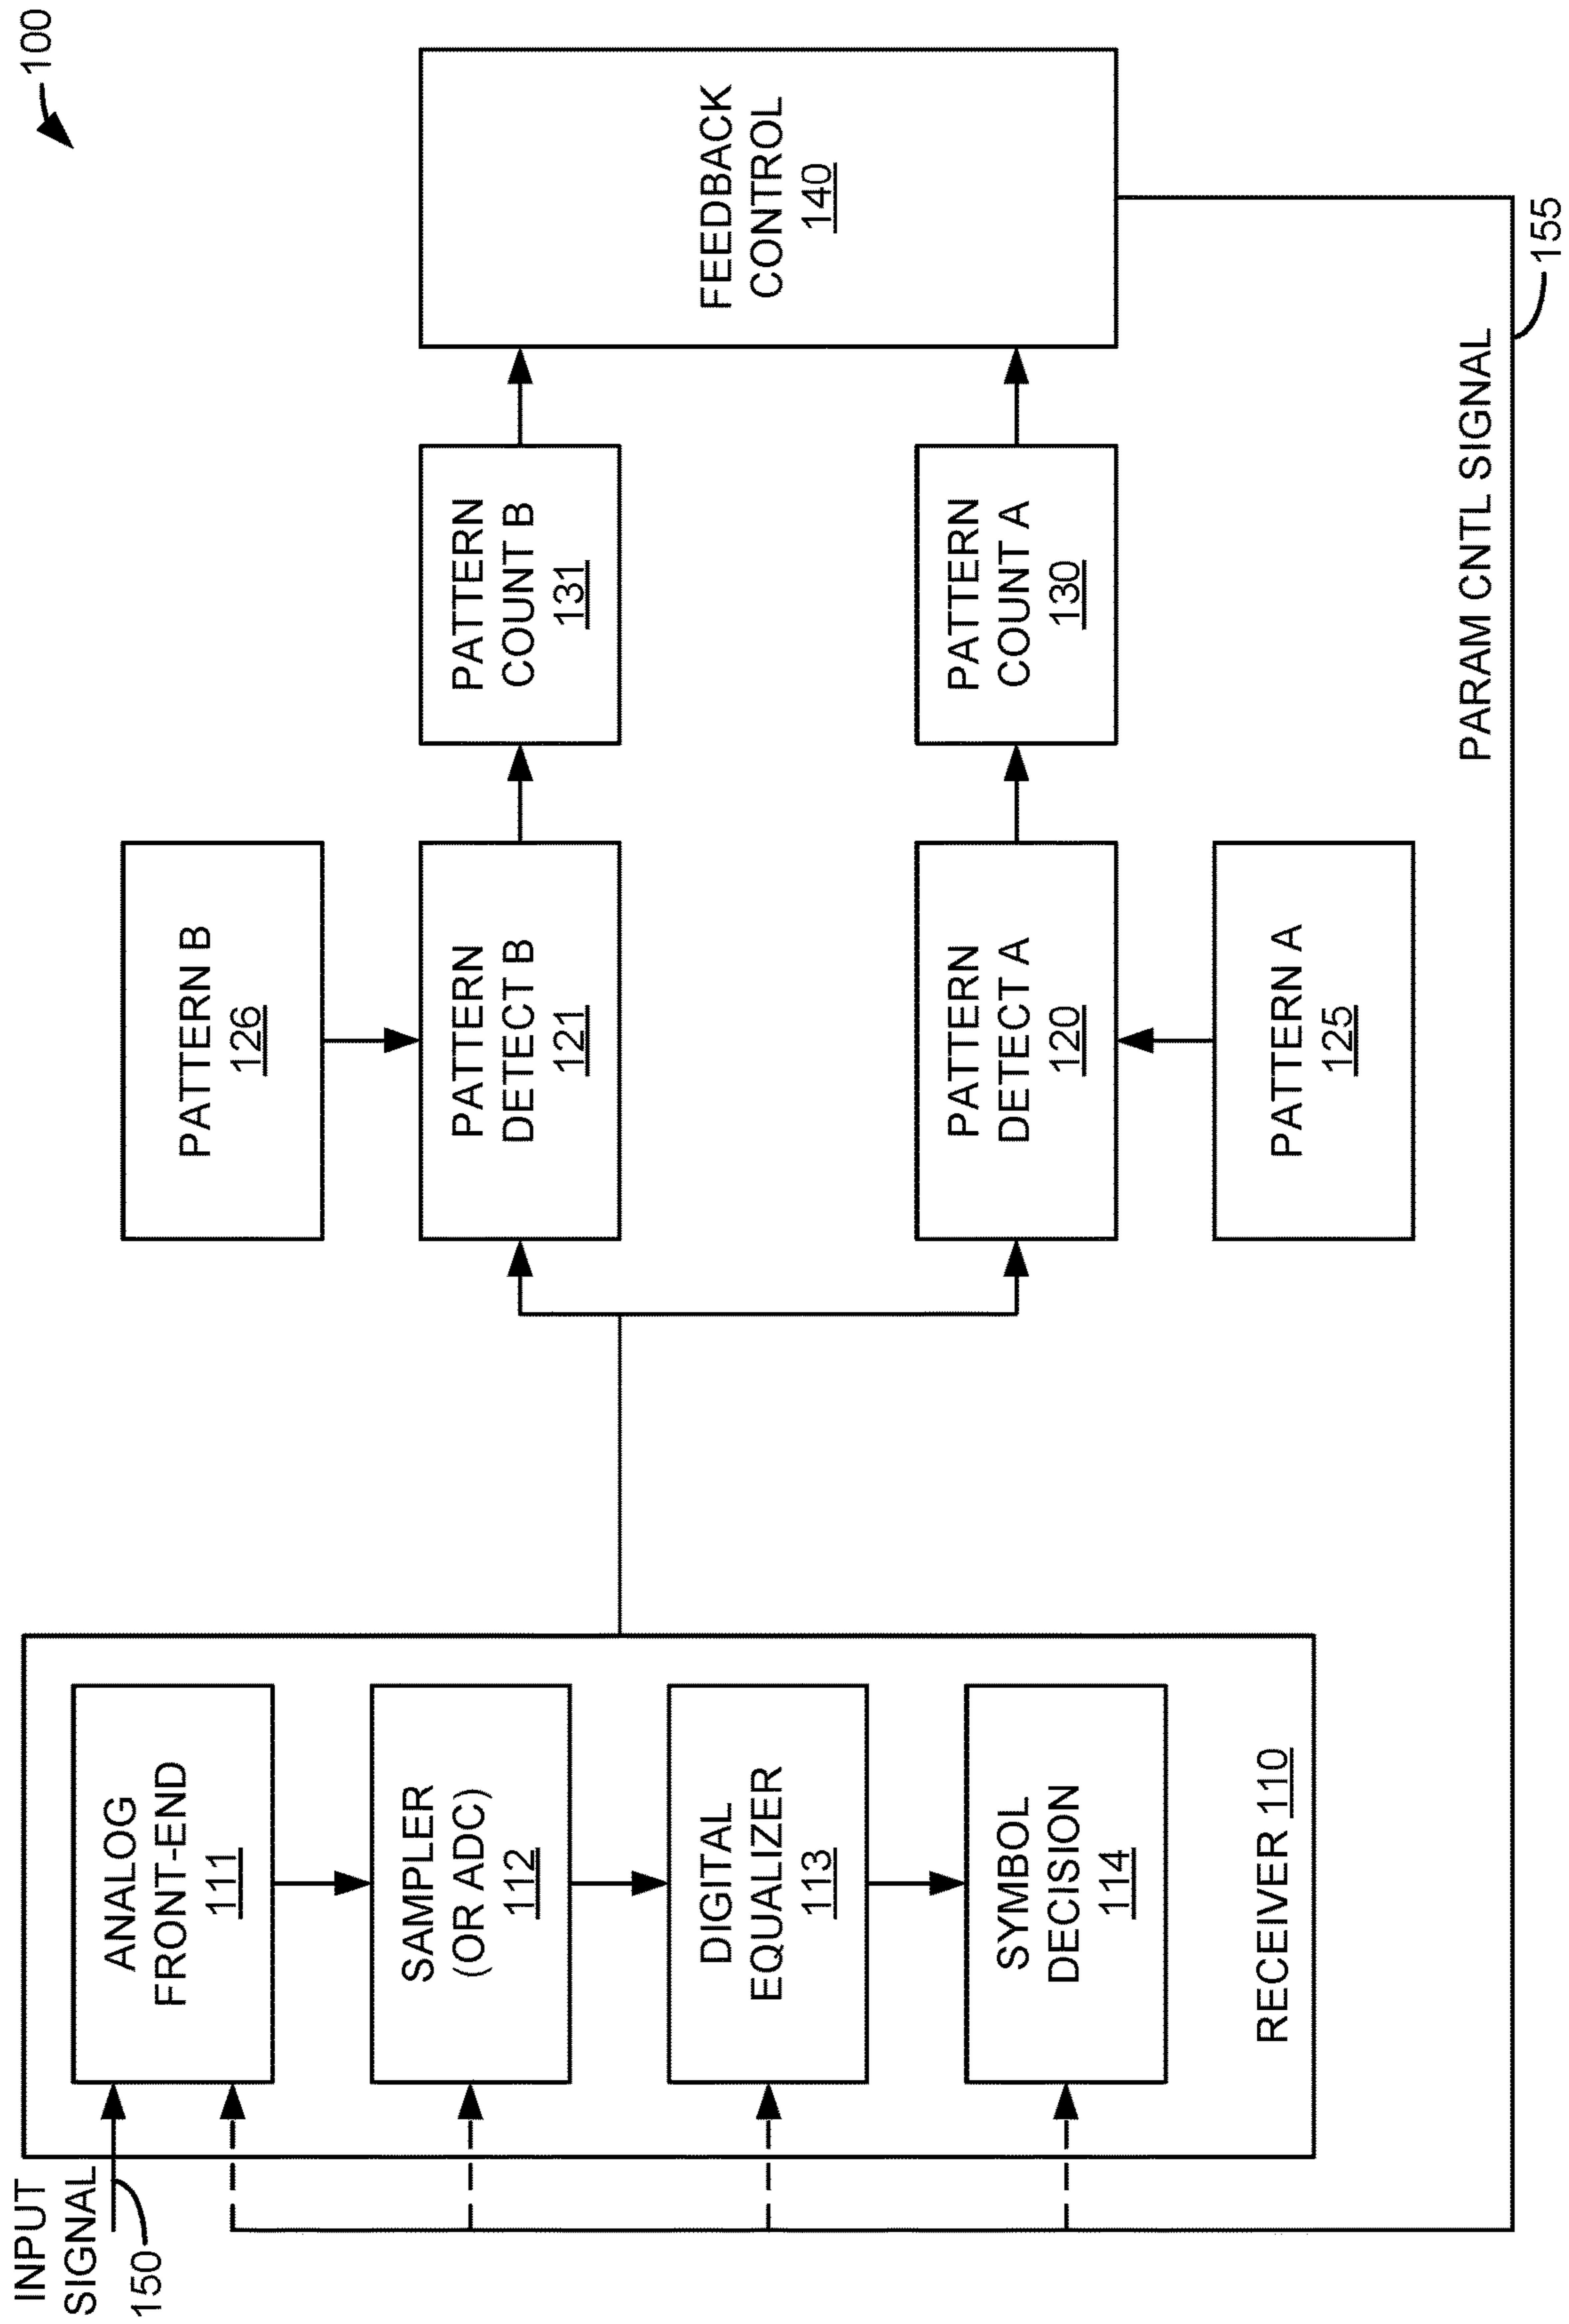 100
INPUT
SIGNAL
150
ANALOG
FRONT-END
111
SAMPLER
(OR ADC)
112
DIGITAL
EQUALIZER
113
SYMBOL
DECISION
114
RECEIVER 110
PATTERN B
126
PATTERN
DETECT B
121
PATTERN
COUNT B
131
PATTERN
DETECT A
120
PATTERN
COUNT A
130
PATTERN A
125
FEEDBACK
CONTROL
140
PARAM CNTL SIGNAL
155